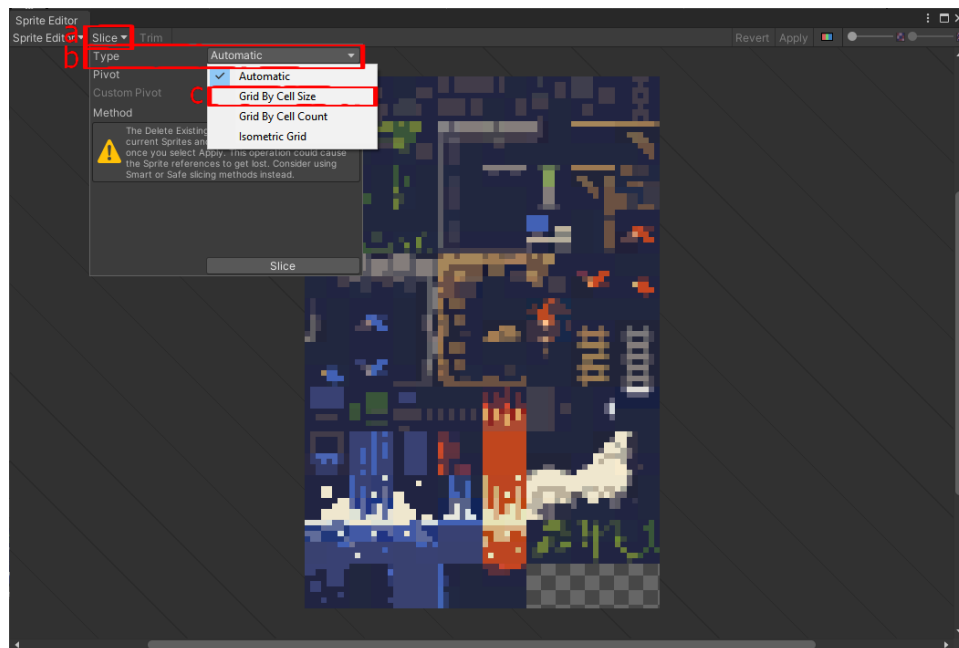 Sprite Editor
a
Sprite Editor Slice Trim Revert Apply
b Type Automatic
Pivot Automatic
Custom Pivot c Grid By Cell Size
Method Grid By Cell Count
Isometric Grid
The Delete Existing
current Sprites and
once you select Apply. This operation could cause
the Sprite references to get lost. Consider using
Smart or Safe slicing methods instead.
Slice